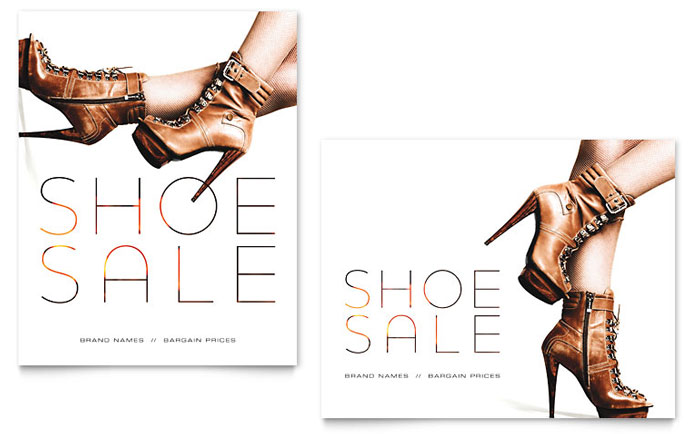 SHOE
SALE
BRAND NAMES // BARGAIN PRICES
SHOE
SALE
BRAND NAMES // BARGAIN PRICES